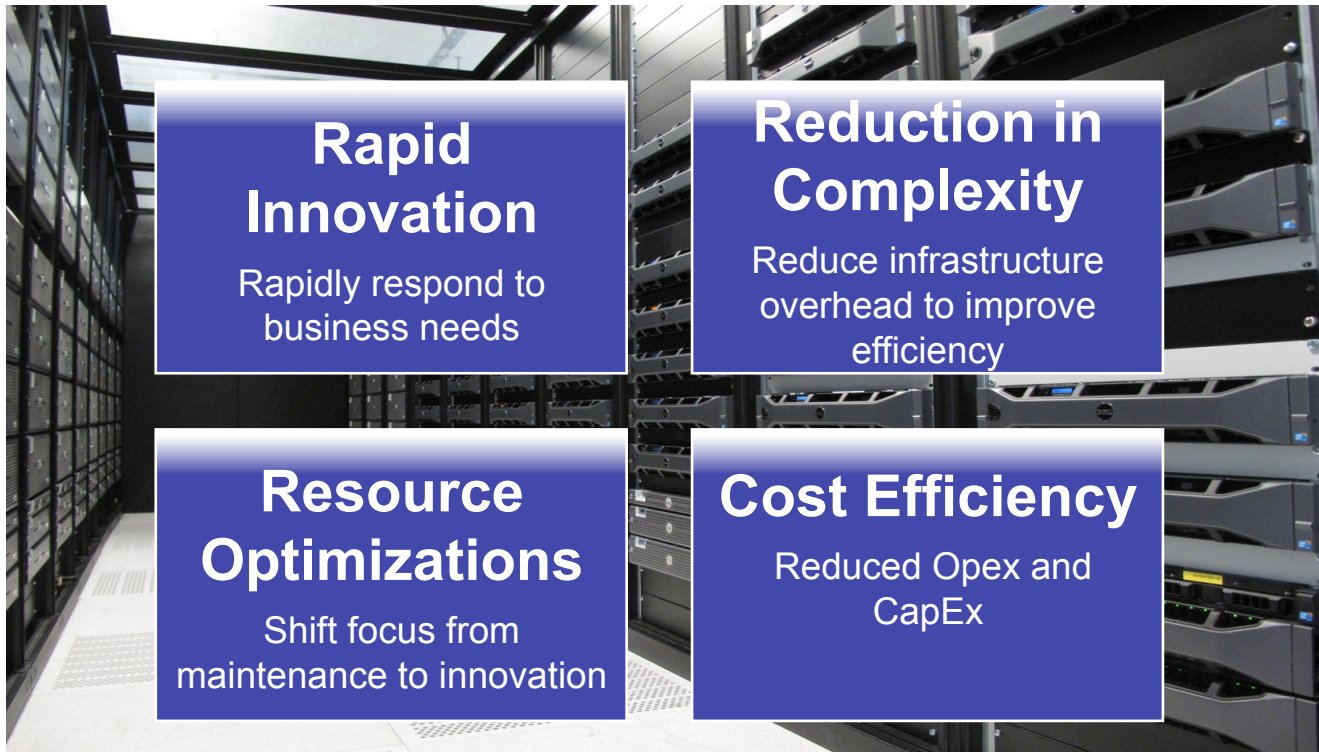 Rapid
Innovation
Rapidly respond to
business needs
Reduction in
Complexity
Reduce infrastructure
overhead to improve
efficiency
Resource
Optimizations
Shift focus from
maintenance to innovation
Cost Efficiency
Reduced Opex and
CapEx
DELL